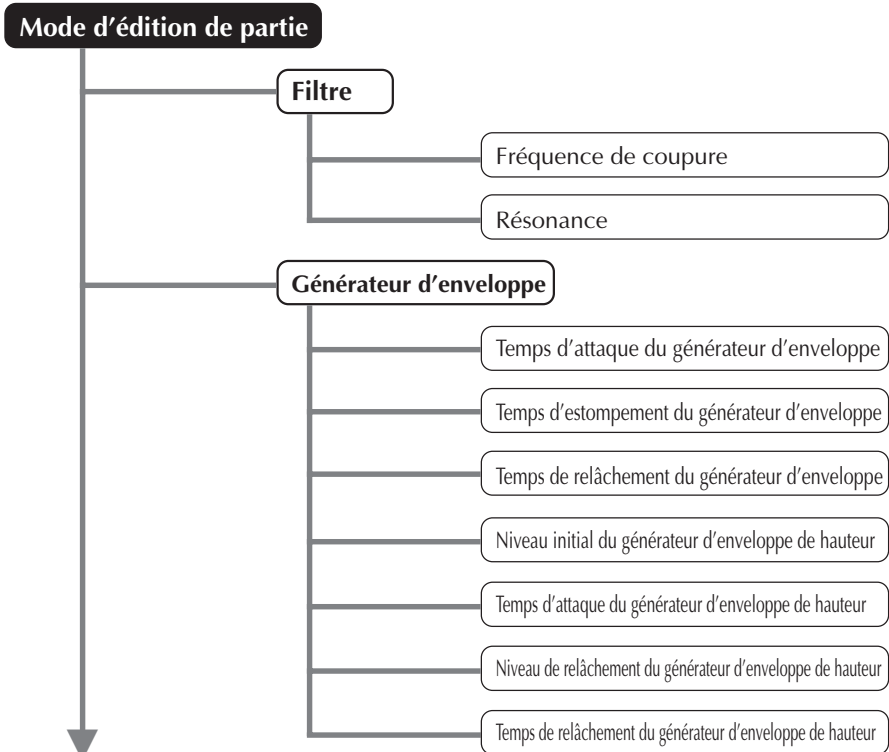 Mode d’édition de partie
Filtre
Fréquence de coupure
Résonance
Générateur d’enveloppe
Temps d’attaque du générateur d’enveloppe
Temps d’estompement du générateur d’enveloppe
Temps de relâchement du générateur d’enveloppe
Niveau initial du générateur d’enveloppe de hauteur
Temps d’attaque du générateur d’enveloppe de hauteur
Niveau de relâchement du générateur d’enveloppe de hauteur
Temps de relâchement du générateur d’enveloppe de hauteur